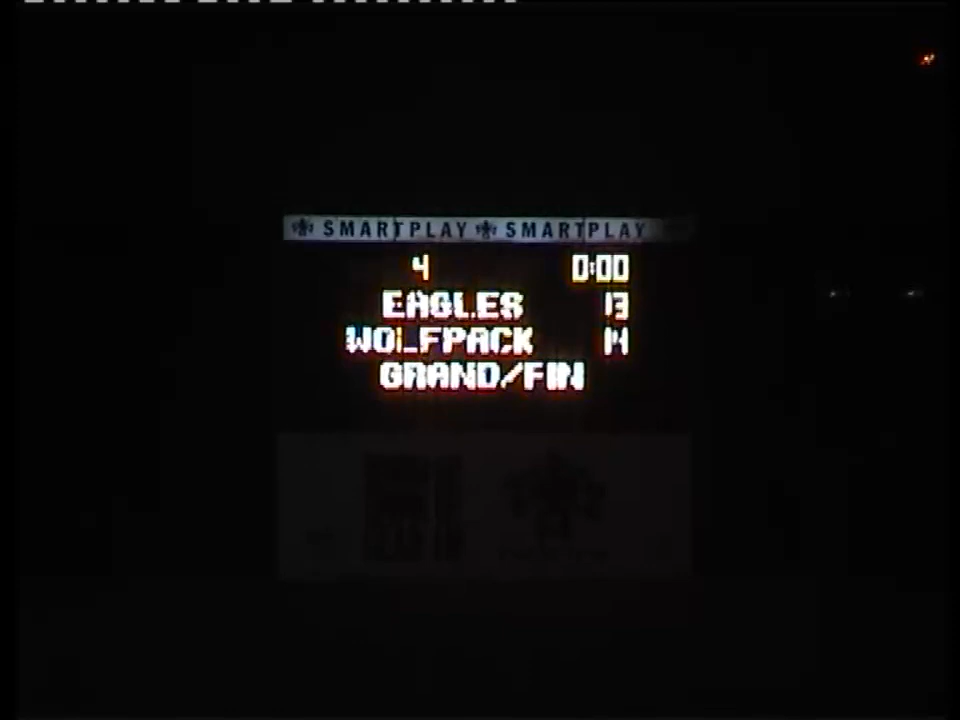 SMARTPLAY SMARTPLAY
4 0:00
EAGLES 13
WOLFPACK 14
GRAND/FIN